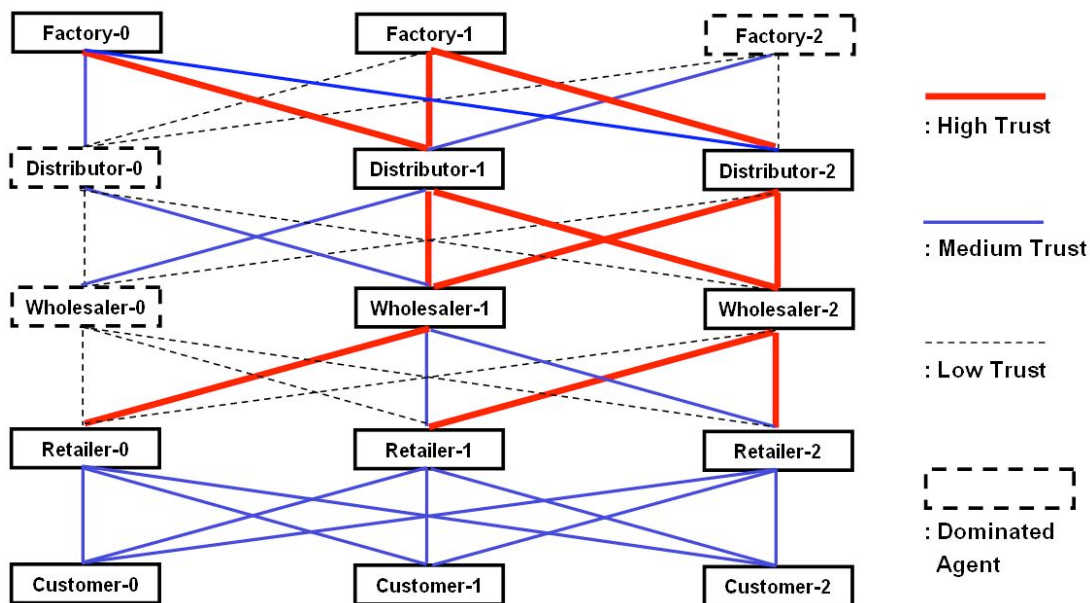 Factory-0 Factory-1 Factory-2
: High Trust
Distributor-0 Distributor-1 Distributor-2
: Medium Trust
Wholesaler-0 Wholesaler-1 Wholesaler-2
: Low Trust
Retailer-0 Retailer-1 Retailer-2
: Dominated
Agent
Customer-0 Customer-1 Customer-2